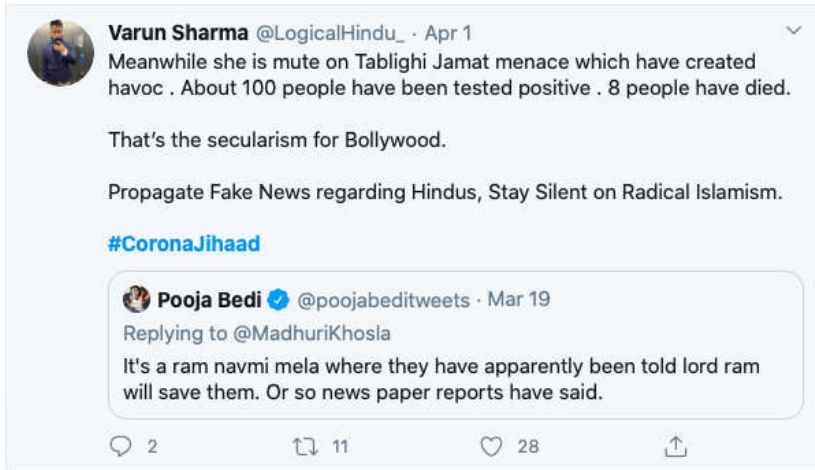 Varun Sharma @LogicalHindu_ · Apr 1
Meanwhile she is mute on Tablighi Jamat menace which have created
havoc . About 100 people have been tested positive . 8 people have died.
That's the secularism for Bollywood.
Propagate Fake News regarding Hindus, Stay Silent on Radical Islamism.
#CoronaJihaad
Pooja Bedi @poojabeditweets · Mar 19
Replying to @MadhuriKhosla
It's a ram navmi mela where they have apparently been told lord ram
will save them. Or so news paper reports have said.
2 11 28